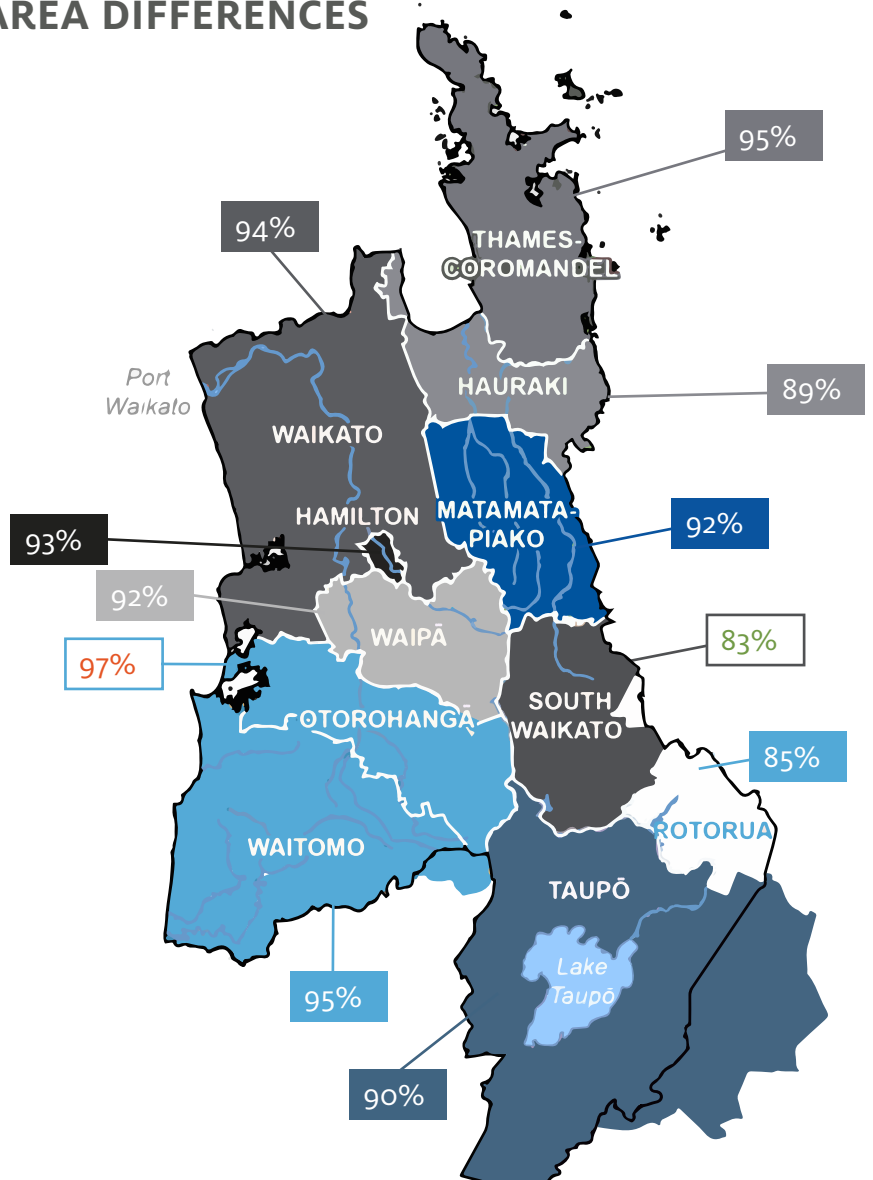 AREA DIFFERENCES
95%
94%
THAMES-
COROMANDEL
Port
Waikato
HAURAKI
89%
WAIKATO
HAMILTON
MATAMATA-
PIAKO
92%
93%
92%
WAIPĀ
83%
97%
SOUTH
WAIKATO
ŌTOROHANGĀ
85%
ROTORUA
WAITOMO
TAUPŌ
Lake
Taupō
95%
90%